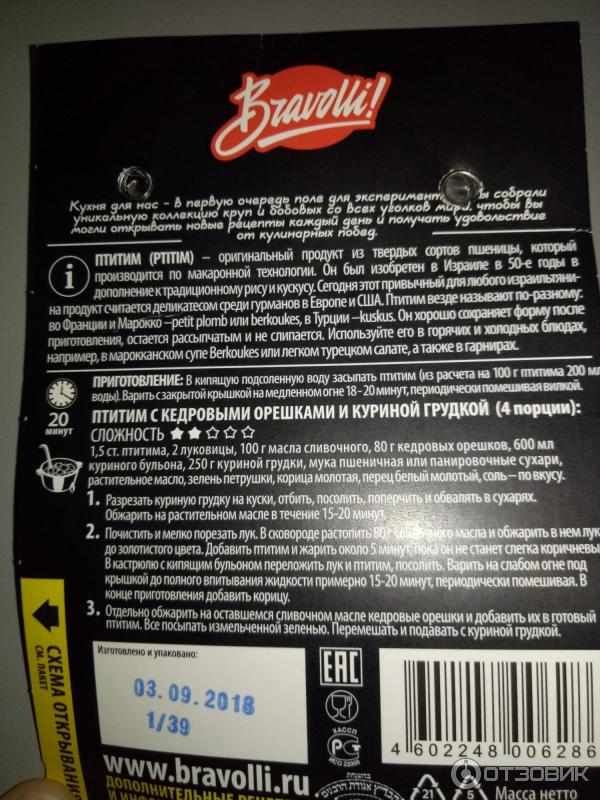 Bravolli!
Кухня для нас - в первую очередь поле для эксперимент ы собрали
уникальную коллекцию круп и бобовых со всех уголков мира, чтобы вы
могли открывать новые рецепты каждый день и получать удовольствие
от кулинарных побед.
i
ПТИТИМ (PTITIM) – оригинальный продукт из твердых сортов пшеницы, который
производится по макаронной технологии. Он был изобретен в Израиле в 50-е годы в
дополнение к традиционному рису и кускусу. Сегодня этот привычный для любого израильтяни-
на продукт считается деликатесом среди гурманов в Европе и США. Птитим везде называют по-разному:
во Франции и Марокко –petit plomb или berkoukes, в Турции –kuskus. Он хорошо сохраняет форму после
приготовления, остается рассыпчатым и не слипается. Используйте его в горячих и холодных блюдах,
например, в марокканском супе Berkoukes или легком турецком салате, а также в гарнирах.
20
МИНУТ
ПРИГОТОВЛЕНИЕ: В кипящую подсоленную воду засыпать птитим (из расчета на 100 г птитима 200 мл
воды). Варить с закрытой крышкой на медленном огне 18 - 20 минут, периодически помешивая вилкой.
ПТИТИМ С КЕДРОВЫМИ ОРЕШКАМИ И КУРИНОЙ ГРУДКОЙ (4 порции):
СЛОЖНОСТЬ ★★☆☆☆
1,5 ст. птитима, 2 луковицы, 100 г масла сливочного, 80 г кедровых орешков, 600 мл
куриного бульона, 250 г куриной грудки, мука пшеничная или панировочные сухари,
растительное масло, зелень петрушки, корица молотая, перец белый молотый, соль – по вкусу.
1. Разрезать куриную грудку на куски, отбить, посолить, поперчить и обвалять в сухарях.
Обжарить на растительном масле в течение 15-20 минут.
2. Почистить и мелко порезать лук. В сковороде растопить 80 г сливочного масла и обжарить в нем лук
до золотистого цвета. Добавить птитим и жарить около 5 минут, пока он не станет слегка коричневы
В кастрюлю с кипящим бульоном переложить лук и птитим, посолить. Варить на слабом огне под
крышкой до полного впитывания жидкости примерно 15-20 минут, периодически помешивая. В
конце приготовления добавить корицу.
3. Отдельно обжарить на оставшемся сливочном масле кедровые орешки и добавить их в готовый
птитим. Все посыпать измельченной зеленью. Перемешать и подавать с куриной грудкой.
СХЕМА ОТКРЫВАНИ
СМ. ПАКЕТ
Изготовлено и упаковано:
03.09.2018
1/39
EAC
ХАССП
ИСО 22000
4 602248 006286
www.bravolli.ru
ДОПОЛНИТЕЛЬНЫЕ РЕЦЕ
21
5
Масса нетто
ОТЗОВИК